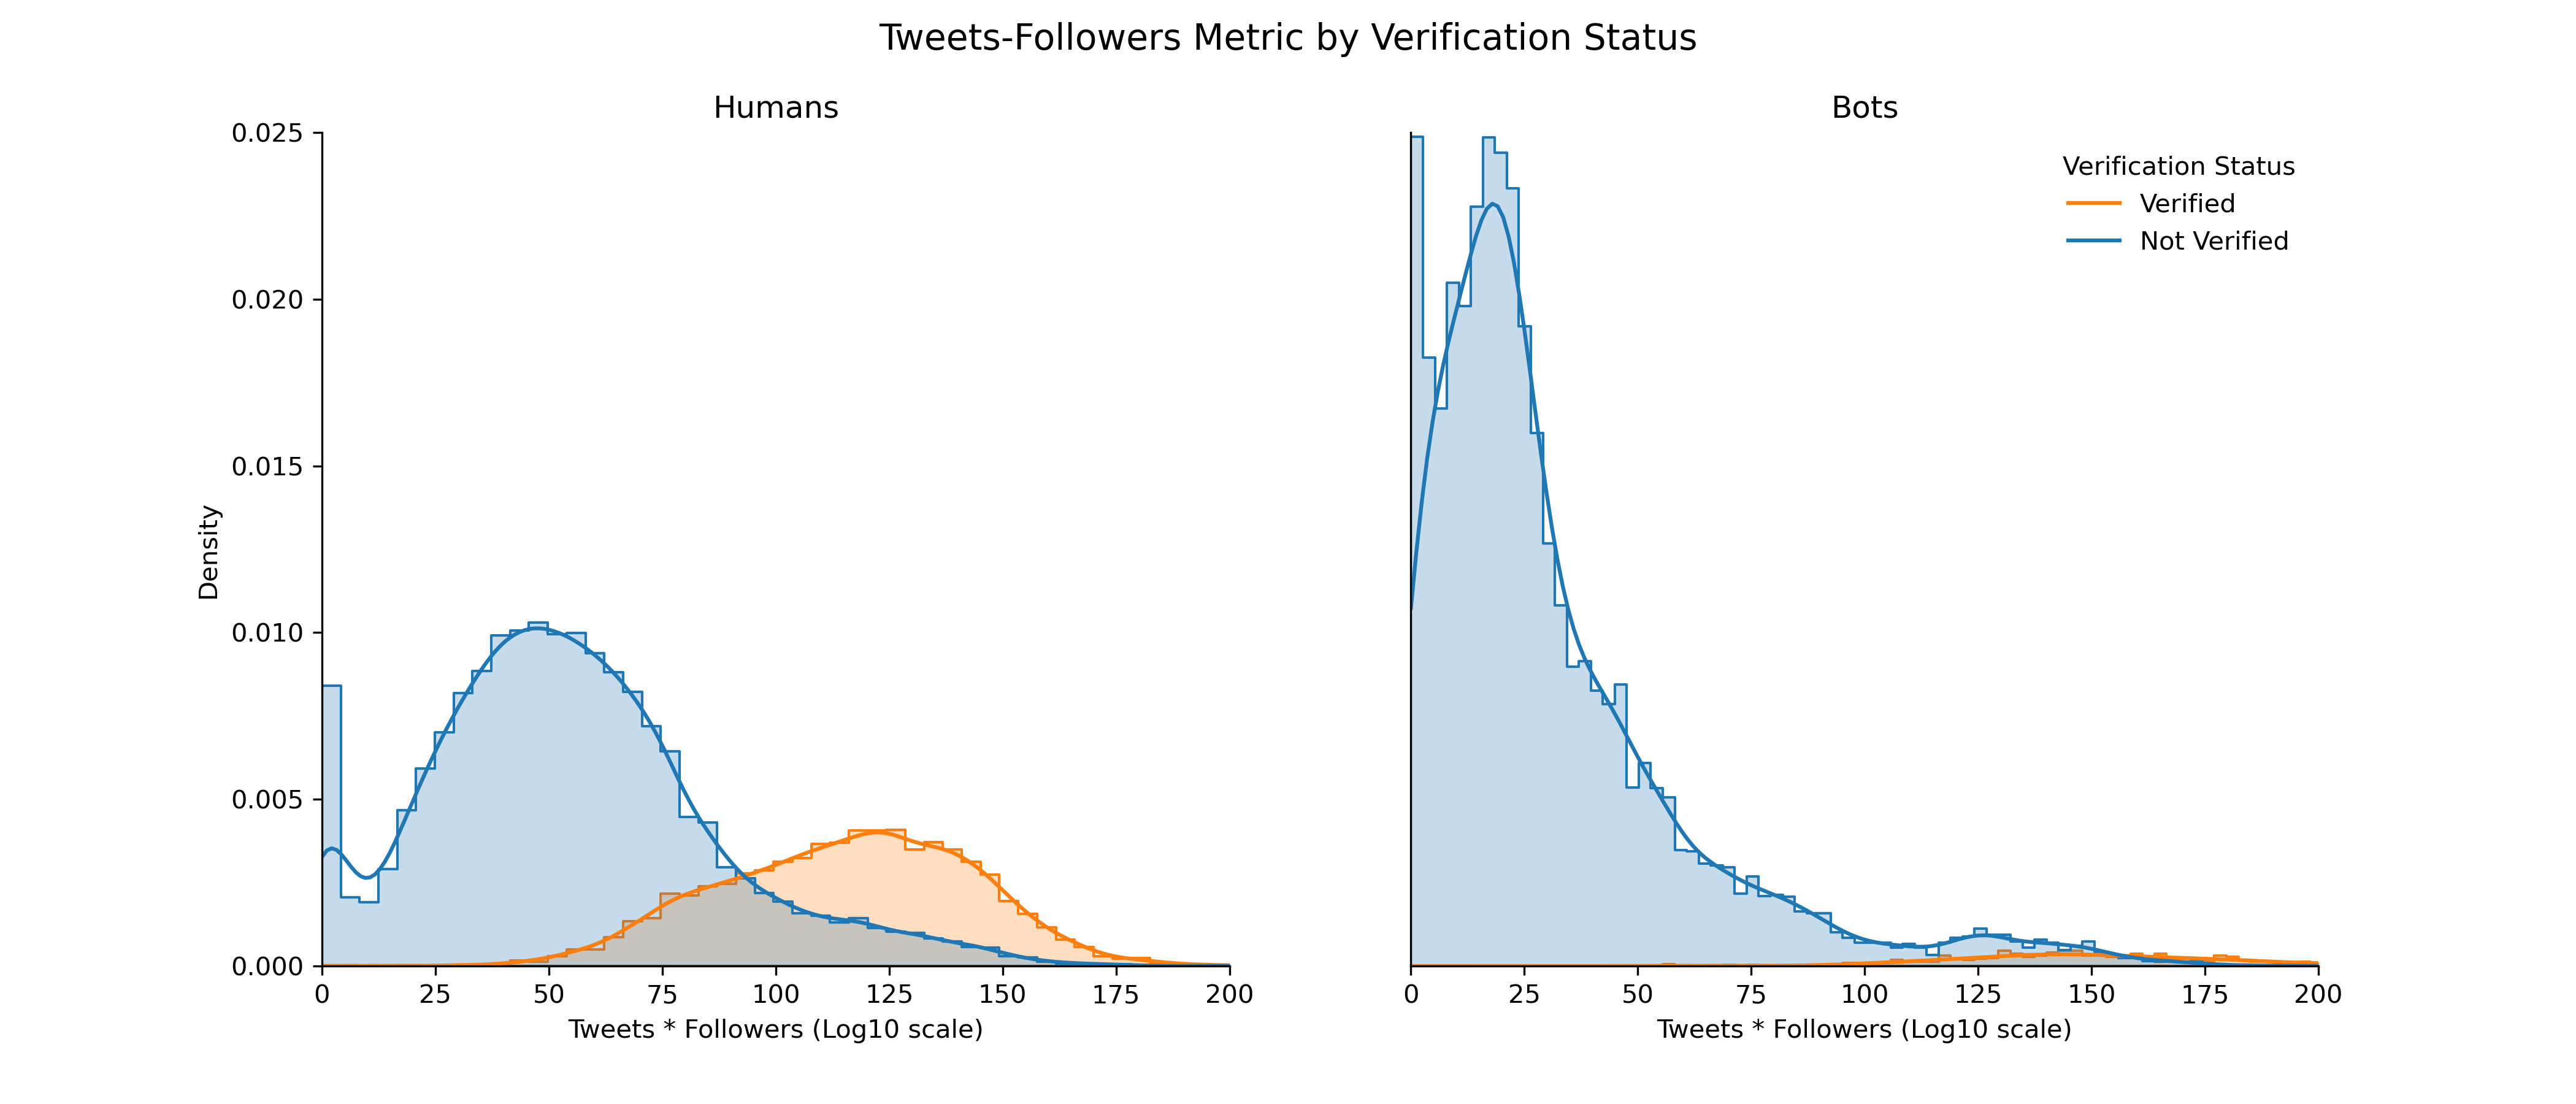 Tweets-Followers Metric by Verification Status
Humans
Density
0.025
0.020
0.015
0.010
0.005
0.000
0 25 50 75 100 125 150 175 200
Tweets * Followers (Log10 scale)
Bots
Verification Status
Verified
Not Verified
0 25 50 75 100 125 150 175 200
Tweets * Followers (Log10 scale)